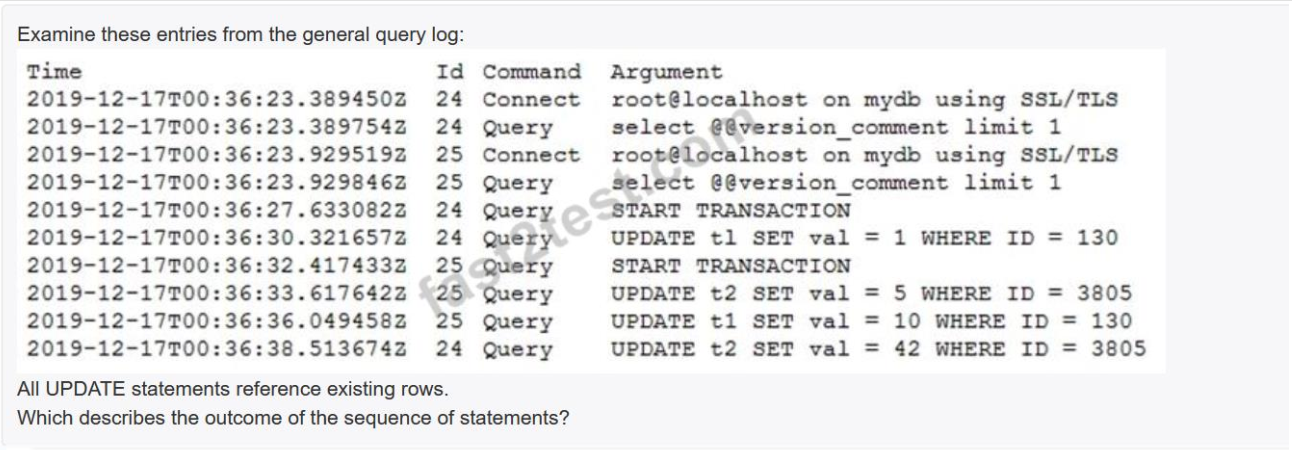 Examine these entries from the general query log:
Time Id Command Argument
2019-12-17T00:36:23.389450Z 24 Connect root@localhost on mydb using SSL/TLS
2019-12-17T00:36:23.389754Z 24 Query select @@version_comment limit 1
2019-12-17T00:36:23.929519Z 25 Connect root@localhost on mydb using SSL/TLS
2019-12-17T00:36:23.929846Z 25 Query select @@version_comment limit 1
2019-12-17T00:36:27.633082Z 24 Query START TRANSACTION
2019-12-17T00:36:30.321657Z 24 Query UPDATE t1 SET val = 1 WHERE ID = 130
2019-12-17T00:36:32.417433Z 25 Query START TRANSACTION
2019-12-17T00:36:33.617642Z 25 Query UPDATE t2 SET val = 5 WHERE ID = 3805
2019-12-17T00:36:36.049458Z 25 Query UPDATE t1 SET val = 10 WHERE ID = 130
2019-12-17T00:36:38.513674Z 24 Query UPDATE t2 SET val = 42 WHERE ID = 3805
fast2test.com
All UPDATE statements reference existing rows.
Which describes the outcome of the sequence of statements?